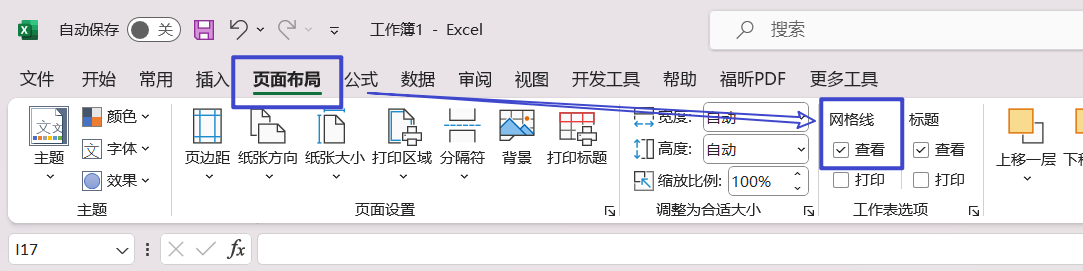 自动保存 关 工作簿1 - Excel 搜索
文件 开始 常用 插入 页面布局 公式 数据 审阅 视图 开发工具 帮助 福昕PDF 更多工具
主题
颜色
字体
效果
主题
页边距 纸张方向 纸张大小 打印区域 分隔符 背景 打印标题
页面设置
宽度: 自动
高度: 自动
缩放比例: 100%
调整为合适大小
网格线 标题
查看 查看
打印 打印
工作表选项
上移一层
I17 fx